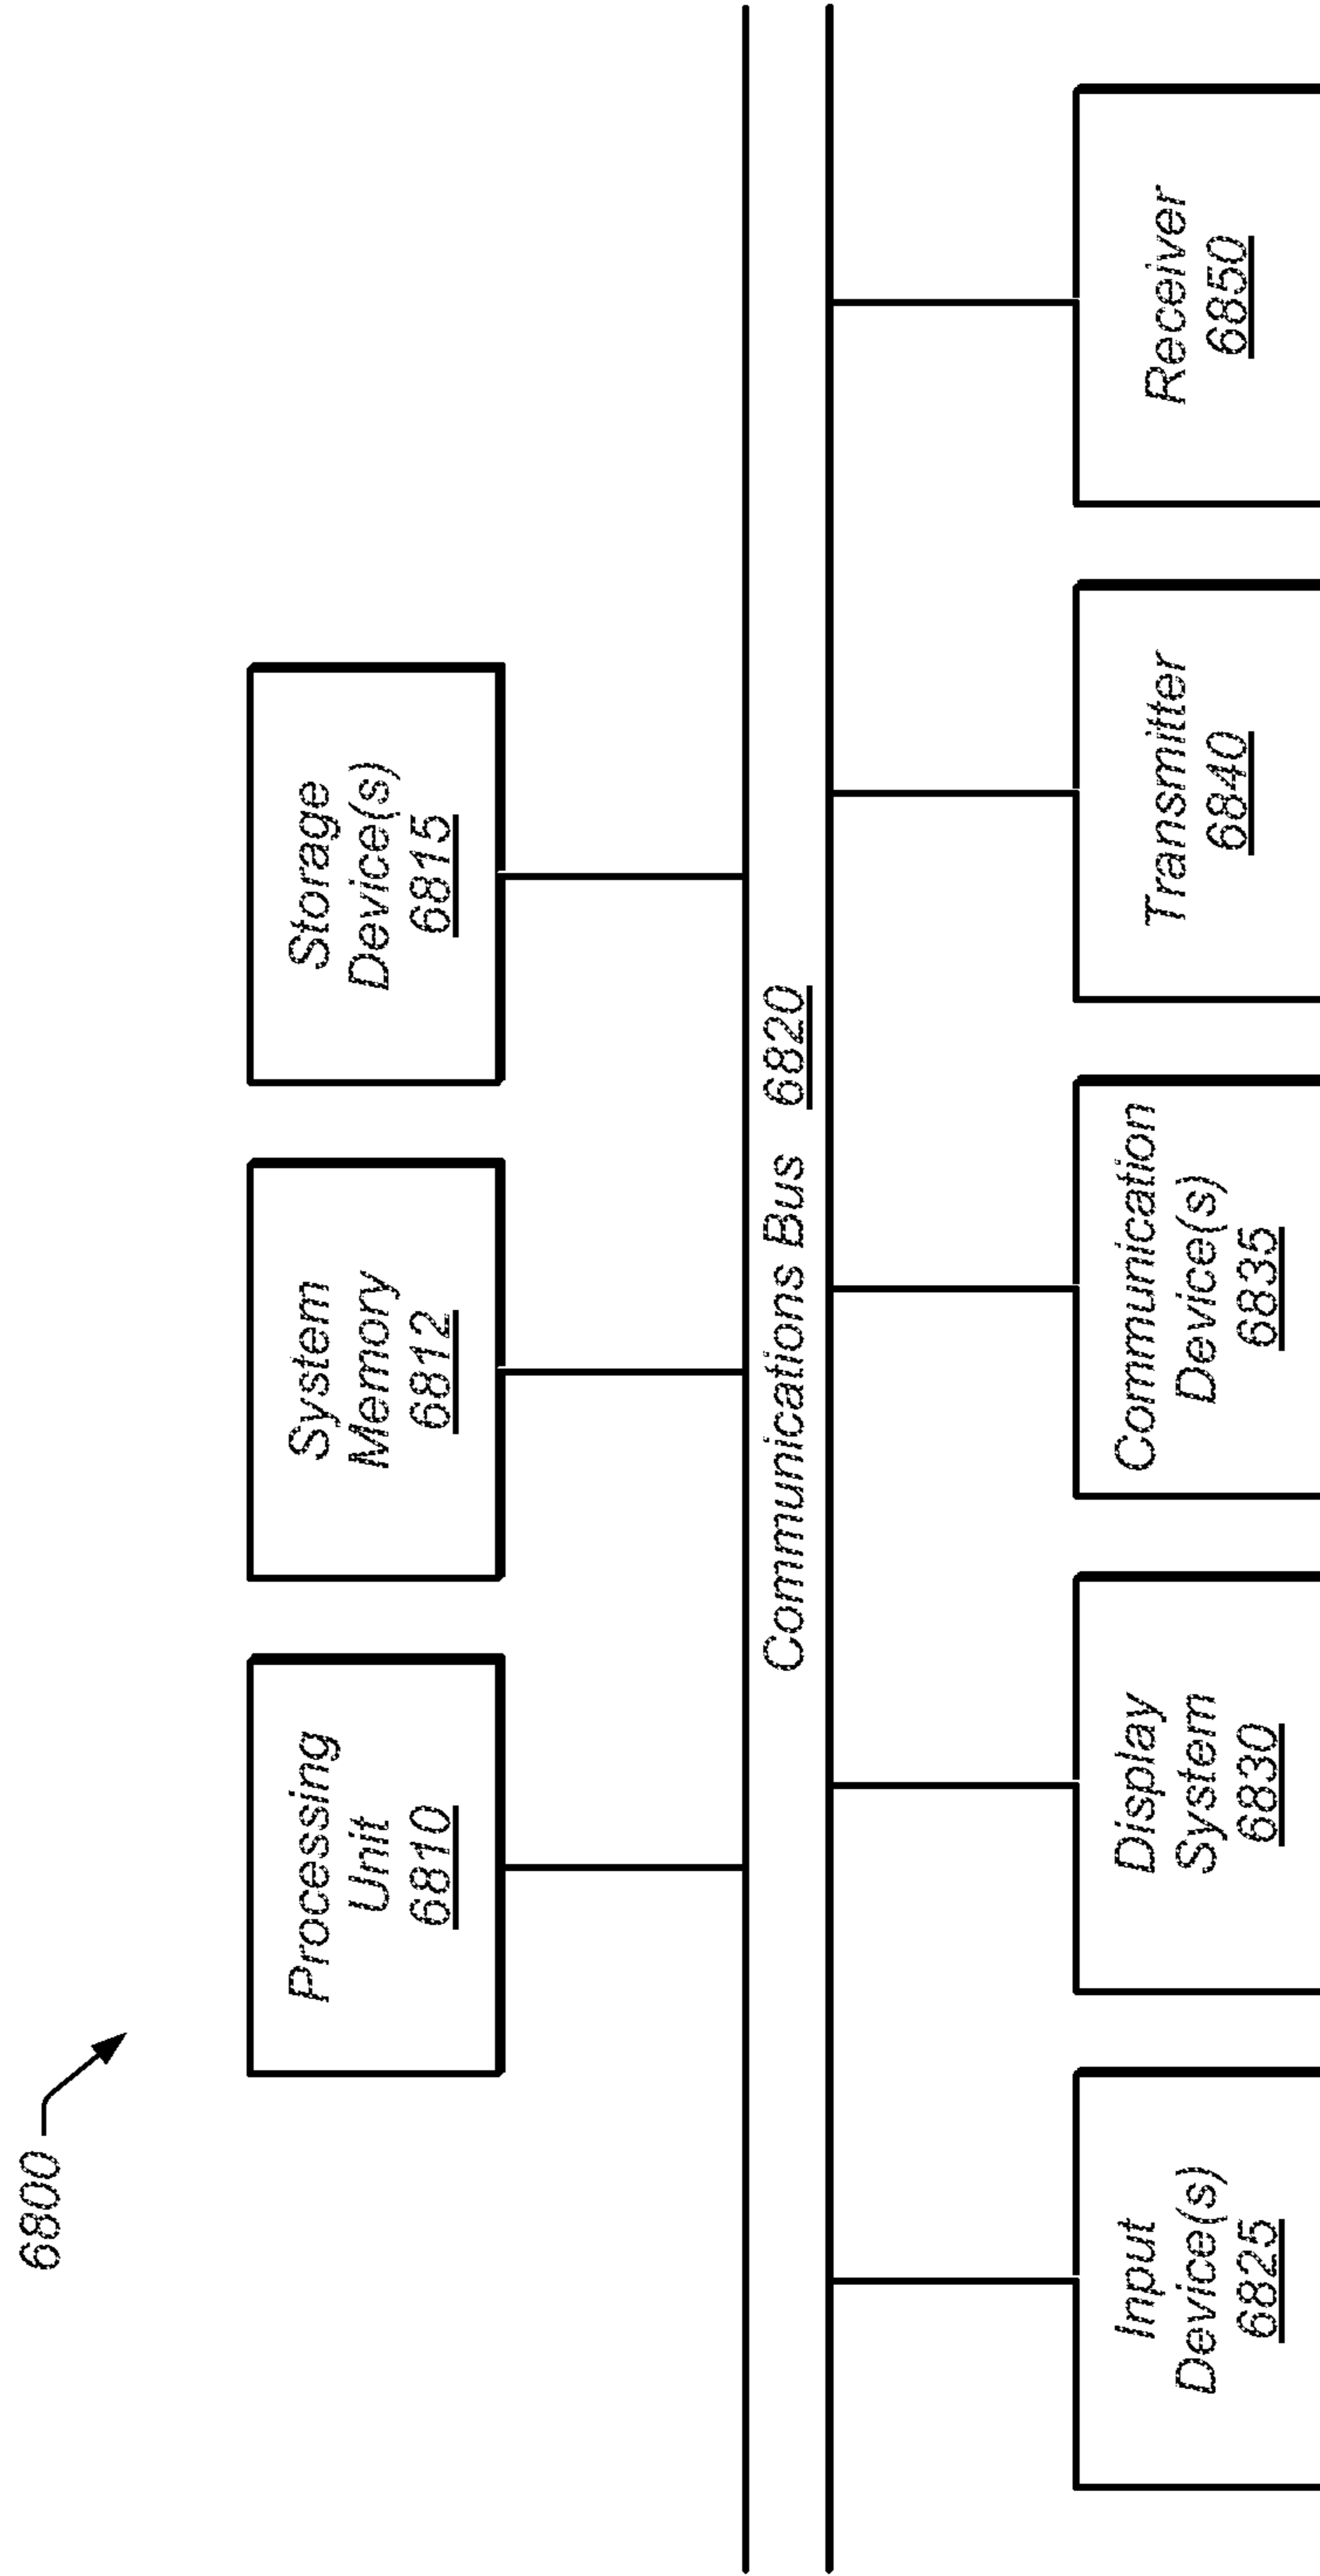 6800
Processing
Unit
6810
System
Memory
6812
Storage
Device(s)
6815
Communications Bus 6820
Input
Device(s)
6825
Display
System
6830
Communication
Device(s)
6835
Transmitter
6840
Receiver
6850